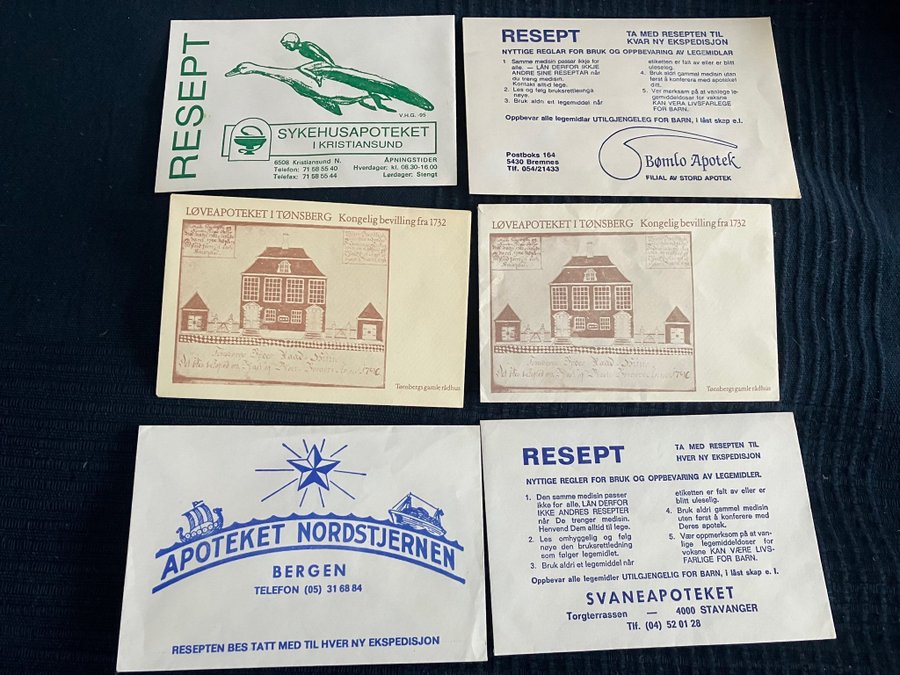 RESEPT
V.H.G. -95
SYKEHUSAPOTEKET
I KRISTIANSUND
6508 Kristiansund N.
Telefon: 71 58 55 40
Telefax: 71 58 55 44
ÅPNINGSTIDER
Hverdager: kl. 08.30-16.00
Lørdager: Stengt
RESEPT
TA MED RESEPTEN TIL
KVAR NY EKSPEDISJON
NYTTIGE REGLAR FOR BRUK OG OPPBEVARING AV LEGEMIDLAR
1. Samme medisin passer ikkje for
alle. — LÅN DERFOR IKKJE
ANDRE SINE RESEPTAR når
du treng medisin.
Kontakt alltid lege.
2. Les og følg bruksrettleiinga
nøye.
3. Bruk aldri et legemiddel når
etiketten er falt av eller er blitt
uleselig.
4. Bruk aldri gammal medisin utan
først å konferere med apoteket
ditt.
5. Ver merksam på at vanlege le-
gemiddeldoser for vaksne
KAN VERA LIVSFARLEGE
FOR BARN.
Oppbevar alle legemidlar UTILGJENGELEG FOR BARN, i låst skap e.l.
Postboks 164
5430 Bremnes
Tlf. 054/21433
Bømlo Apotek
FILIAL AV STORD APOTEK
LØVEAPOTEKET I TØNSBERG Kongelig bevilling fra 1732
Tønsbergs gamle rådhus
LØVEAPOTEKET I TØNSBERG Kongelig bevilling fra 1732
Tønsbergs gamle rådhus
APOTEKET NORDSTJERNEN
BERGEN
TELEFON (05) 31 68 84
RESEPTEN BES TATT MED TIL HVER NY EKSPEDISJON
RESEPT
TA MED RESEPTEN TIL
HVER NY EKSPEDISJON
NYTTIGE REGLER FOR BRUK OG OPPBEVARING AV LEGEMIDLER.
1. Den samme medisin passer
ikke for alle, LÅN DERFOR
IKKE ANDRES RESEPTER
når De trenger medisin.
Henvend Dem alltid til lege.
2. Les omhyggelig og følg
nøye den bruksrettledning
som følger legemidlet.
3. Bruk aldri et legemiddel når
etiketten er falt av eller er
blitt uleselig.
4. Bruk aldri gammel medisin
uten først å konferere med
Deres apotek.
5. Vær oppmerksom på at van-
lige legemiddeldoser for
voksne KAN VÆRE LIVS-
FARLIGE FOR BARN.
Oppbevar alle legemidler UTILGJENGELIG FOR BARN, i låst skap e. l.
SVANEAPOTEKET
Torgterrassen — 4000 STAVANGER
Tlf. (04) 52 01 28